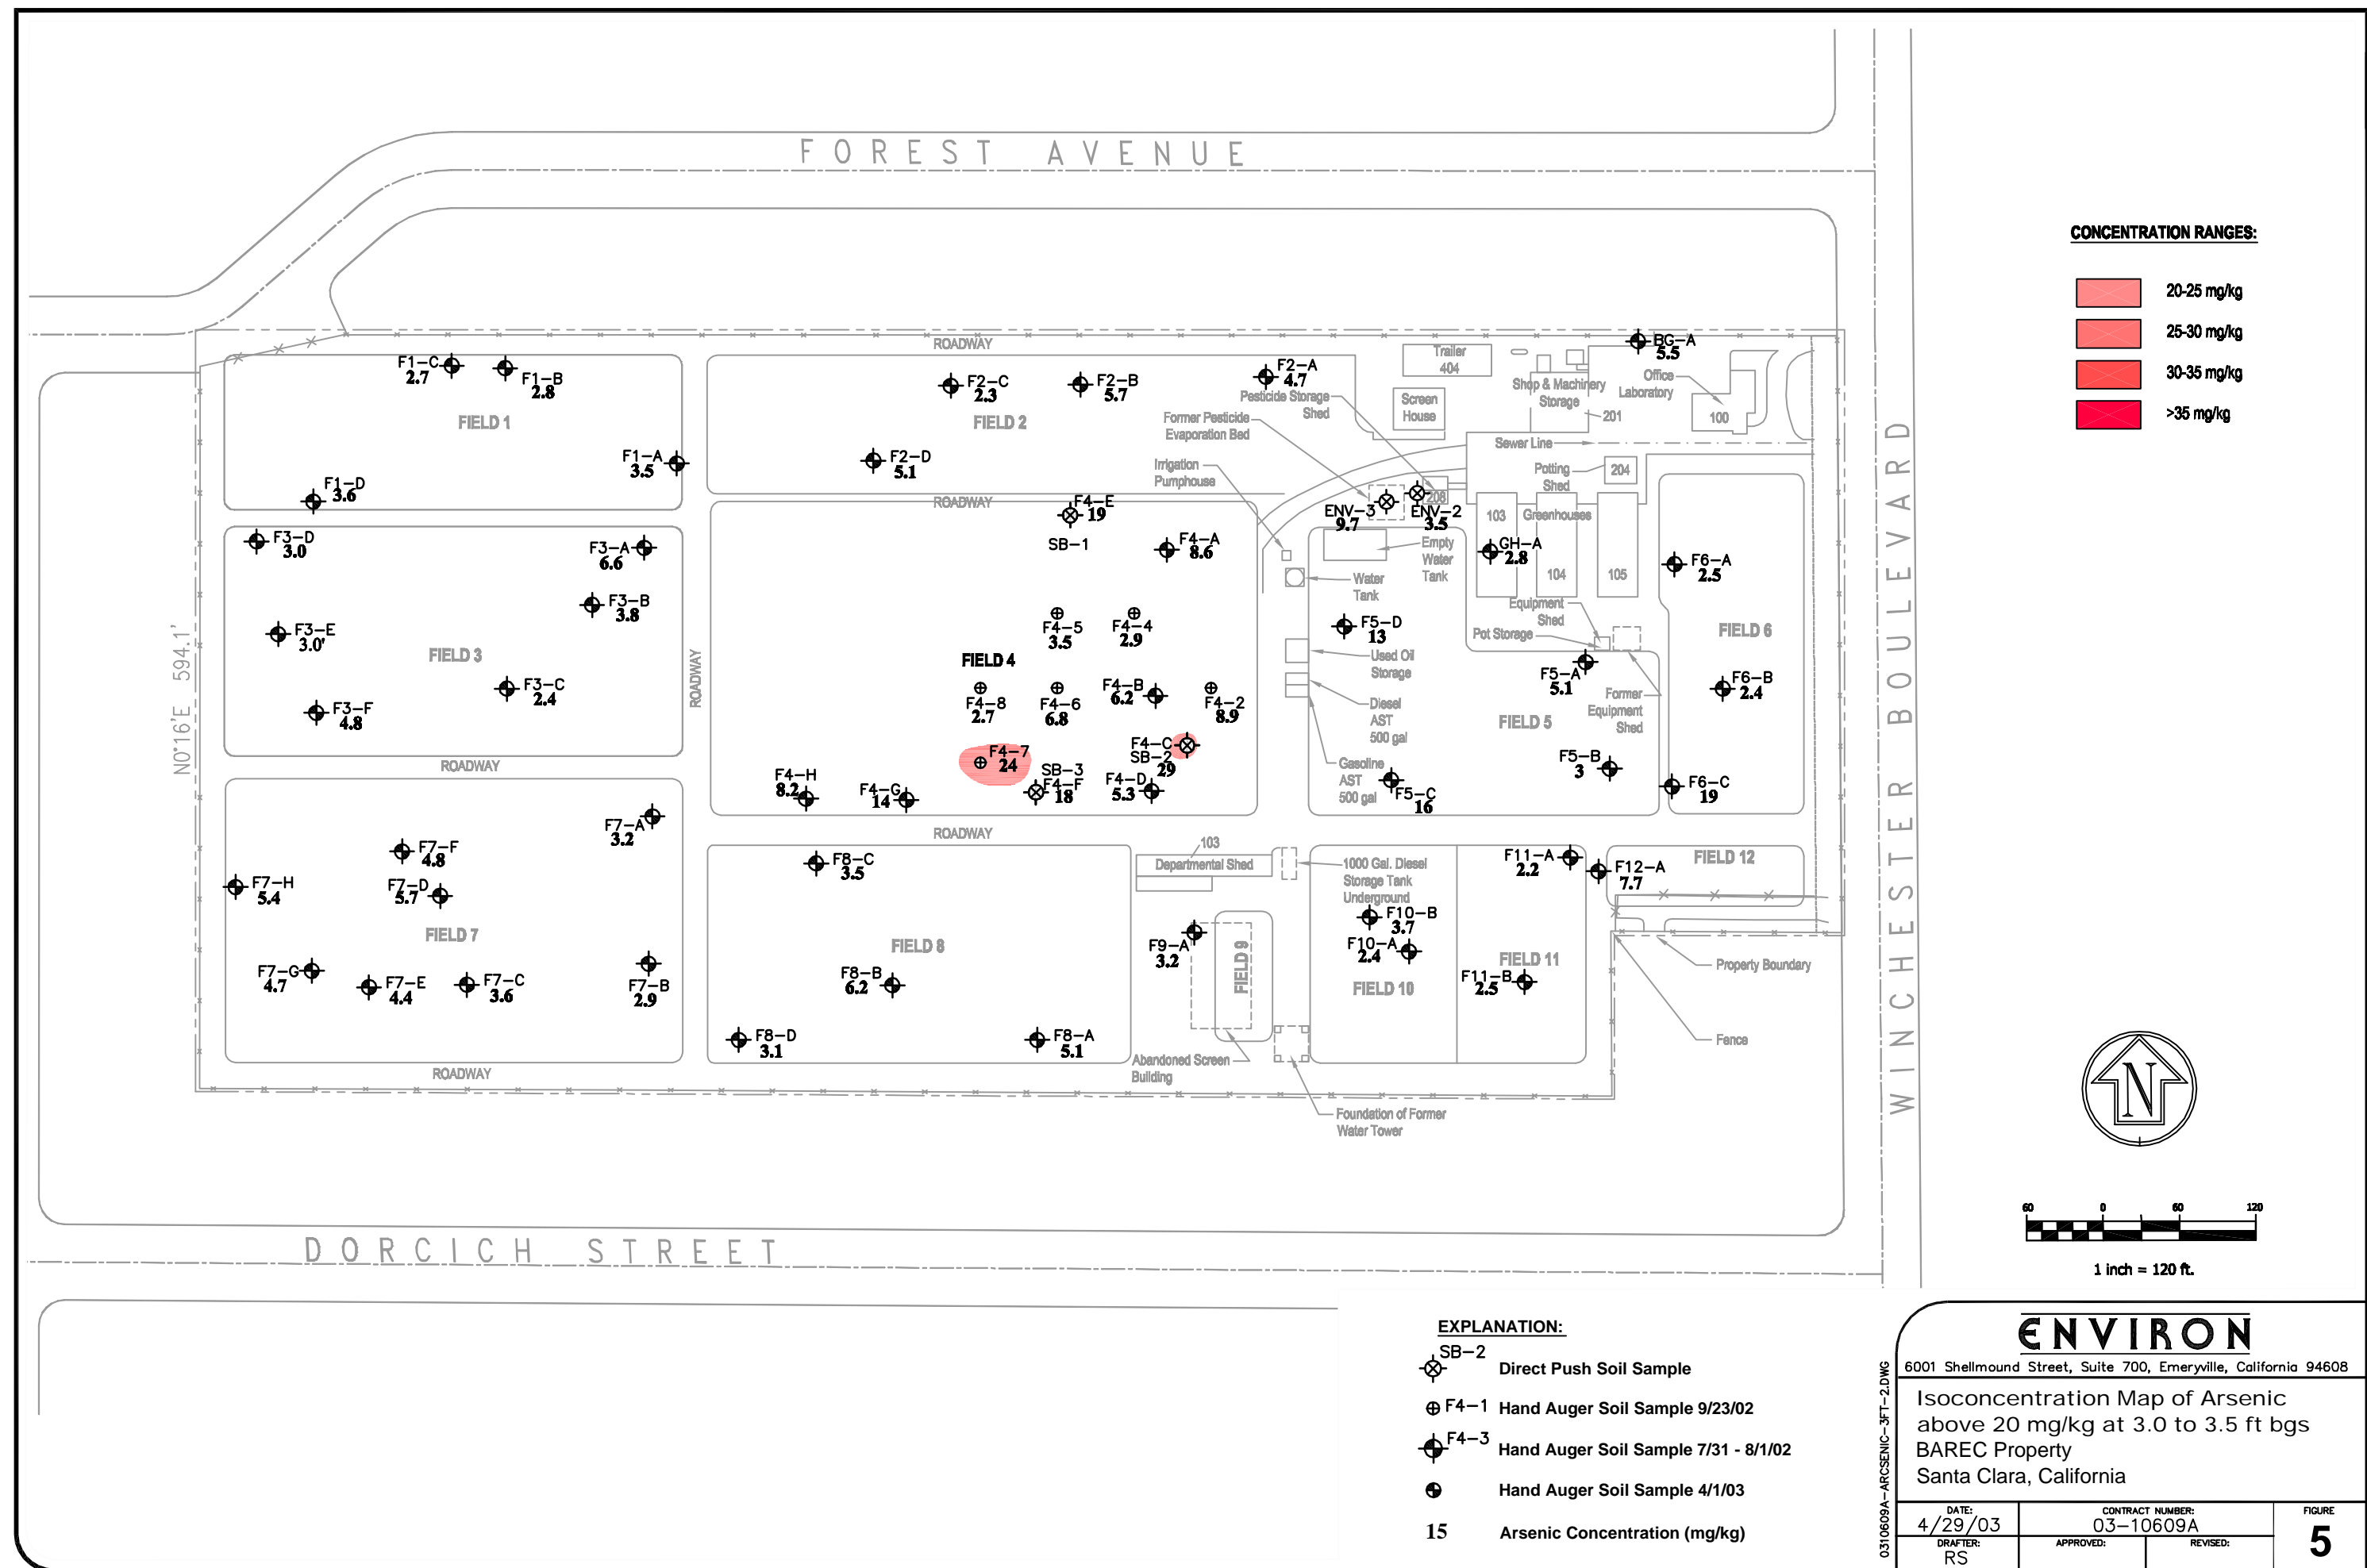 FOREST AVENUE
CONCENTRATION RANGES:
20-25 mg/kg
25-30 mg/kg
30-35 mg/kg
>35 mg/kg
ROADWAY
F1-C
2.7
F1-B
2.8
FIELD 1
F1-A
3.5
F1-D
3.6
F2-C
2.3
F2-B
5.7
F2-A
4.7
FIELD 2
F2-D
5.1
Pesticide Storage
Shed
Former Pesticide
Evaporation Bed
Irrigation
Pumphouse
Trailer
404
Screen
House
Shop & Machinery
Storage
201
BG-A
5.5
Office
Laboratory
100
Sewer Line
Potting
Shed
204
208
ENV-3
9.7
ENV-2
3.5
103
Greenhouses
104
105
GH-A
2.8
Empty
Water
Tank
Water
Tank
Equipment
Shed
Pot Storage
Used Oil
Storage
Diesel
AST
500 gal
Gasoline
AST
500 gal
Former
Equipment
Shed
F3-D
3.0
F3-A
6.6
F3-B
3.8
F3-E
3.0'
FIELD 3
F3-C
2.4
F3-F
4.8
ROADWAY
ROADWAY
N0°16'E 594.1'
ROADWAY
F4-E
19
SB-1
F4-A
8.6
F4-5
3.5
F4-4
2.9
FIELD 4
F4-8
2.7
F4-6
6.8
F4-B
6.2
F4-2
8.9
F4-7
24
F4-C
SB-2
29
SB-3
F4-F
18
F4-D
5.3
F4-H
8.2
F4-G
14
ROADWAY
F5-D
13
F5-A
5.1
FIELD 5
F5-B
3
F5-C
16
F6-A
2.5
FIELD 6
F6-B
2.4
F6-C
19
F7-A
3.2
F7-F
4.8
F7-H
5.4
F7-D
5.7
FIELD 7
F7-G
4.7
F7-E
4.4
F7-C
3.6
F7-B
2.9
ROADWAY
F8-C
3.5
FIELD 8
F8-B
6.2
F8-D
3.1
F8-A
5.1
103
Departmental Shed
1000 Gal. Diesel
Storage Tank
Underground
F9-A
3.2
FIELD 9
Abandoned Screen
Building
Foundation of Former
Water Tower
F10-B
3.7
F10-A
2.4
FIELD 10
F11-A
2.2
FIELD 11
F11-B
2.5
F12-A
7.7
FIELD 12
Property Boundary
Fence
WINCHESTER BOULEVARD
DORCICH STREET
N
60 0 60 120
1 inch = 120 ft.
EXPLANATION:
SB-2 Direct Push Soil Sample
F4-1 Hand Auger Soil Sample 9/23/02
F4-3 Hand Auger Soil Sample 7/31 - 8/1/02
Hand Auger Soil Sample 4/1/03
15 Arsenic Concentration (mg/kg)
0310609A-ARCSENIC-3FT-2.DWG
ENVIRON
6001 Shellmound Street, Suite 700, Emeryville, California 94608
Isoconcentration Map of Arsenic
above 20 mg/kg at 3.0 to 3.5 ft bgs
BAREC Property
Santa Clara, California
DATE:
4/29/03
CONTRACT NUMBER:
03-10609A
FIGURE
5
DRAFTER:
RS
APPROVED:
REVISED: